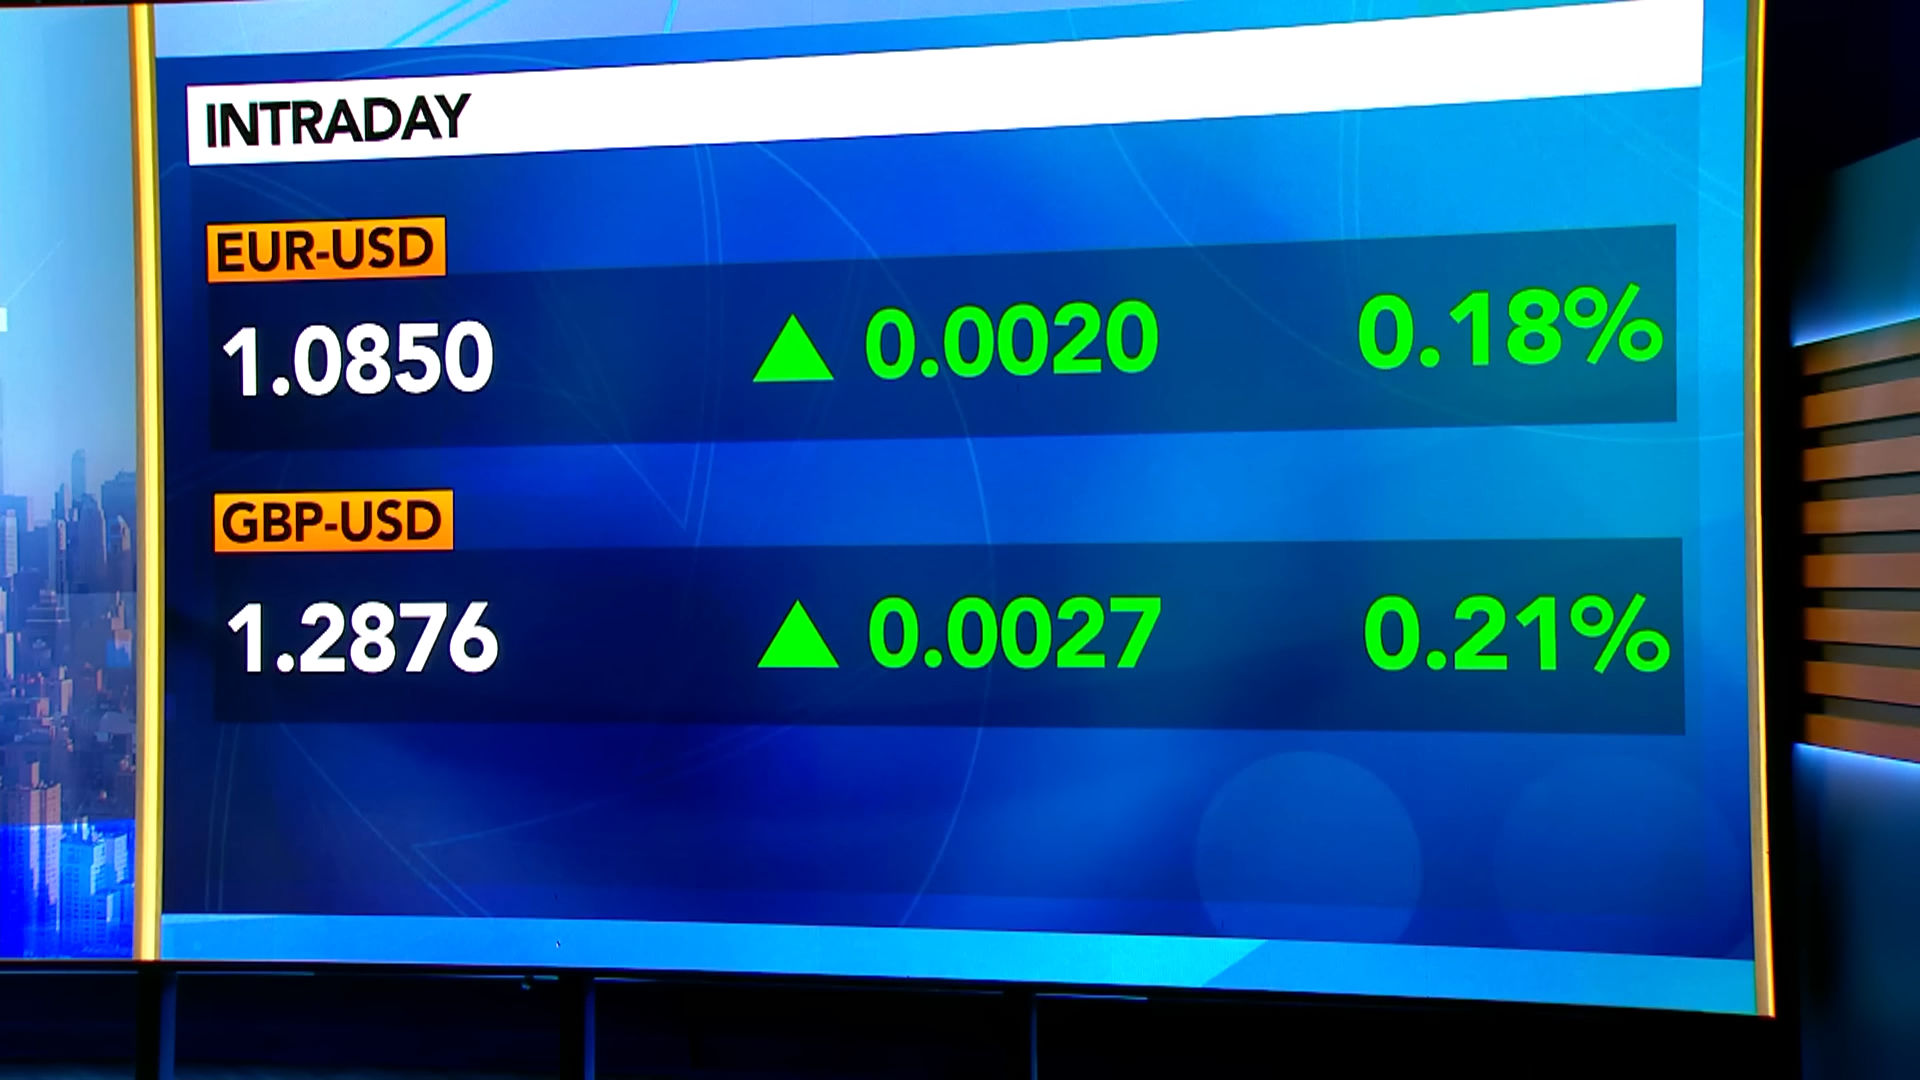 INTRADAY
EUR-USD
1.0850 ▲ 0.0020 0.18%
GBP-USD
1.2876 ▲ 0.0027 0.21%